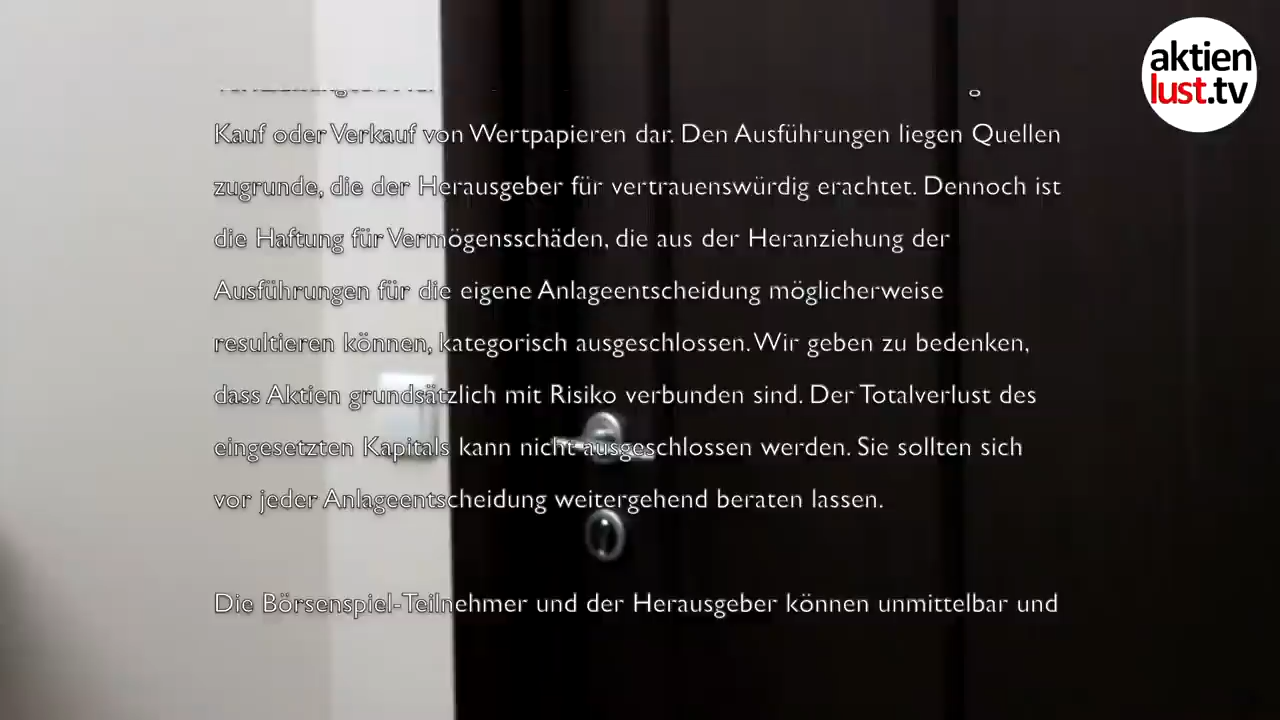 aktien
lust.tv
Kauf oder Verkauf von Wertpapieren dar. Den Ausführungen liegen Quellen
zugrunde, die der Herausgeber für vertrauenswürdig erachtet. Dennoch ist
die Haftung für Vermögensschäden, die aus der Heranziehung der
Ausführungen für die eigene Anlageentscheidung möglicherweise
resultieren können, kategorisch ausgeschlossen. Wir geben zu bedenken,
dass Aktien grundsätzlich mit Risiko verbunden sind. Der Totalverlust des
eingesetzten Kapitals kann nicht ausgeschlossen werden. Sie sollten sich
vor jeder Anlageentscheidung weitergehend beraten lassen.
Die Börsenspiel-Teilnehmer und der Herausgeber können unmittelbar und